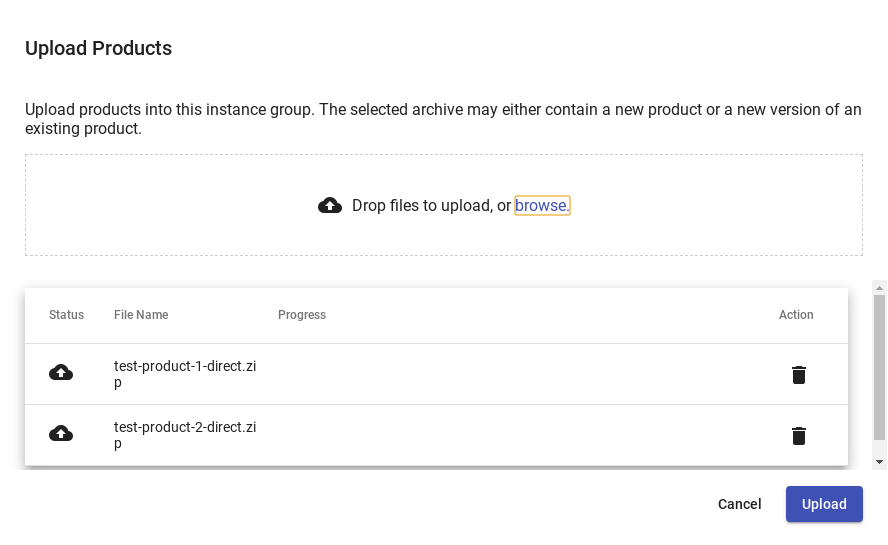 Upload Products
Upload products into this instance group. The selected archive may either contain a new product or a new version of an
existing product.
Drop files to upload, or browse.
Status File Name Progress Action
test-product-1-direct.zi
p
test-product-2-direct.zi
p
Cancel Upload